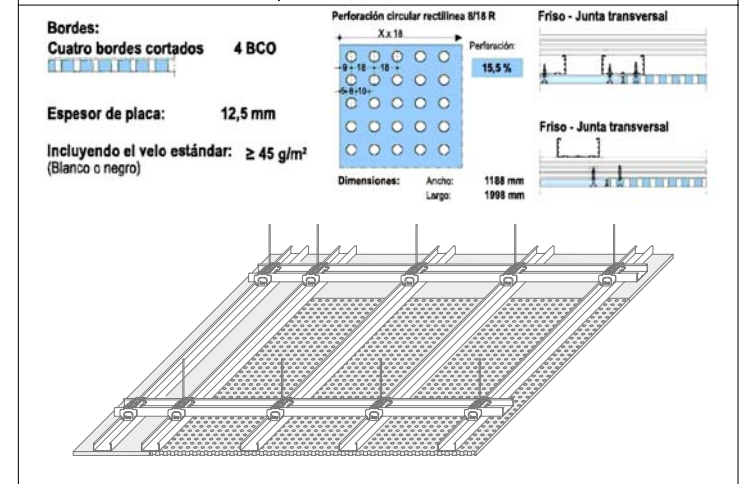 Bordes:
Cuatro bordes cortados 4 BCO
Espesor de placa: 12,5 mm
Incluyendo el velo estándar: ≥ 45 g/m²
(Blanco o negro)
Perforación circular rectilinea 8/18 R
X x 18
9 18 18
5 8 10
Perforación:
15,5 %
Dimensiones: Ancho: 1188 mm
Largo: 1998 mm
Friso - Junta transversal
Friso - Junta transversal